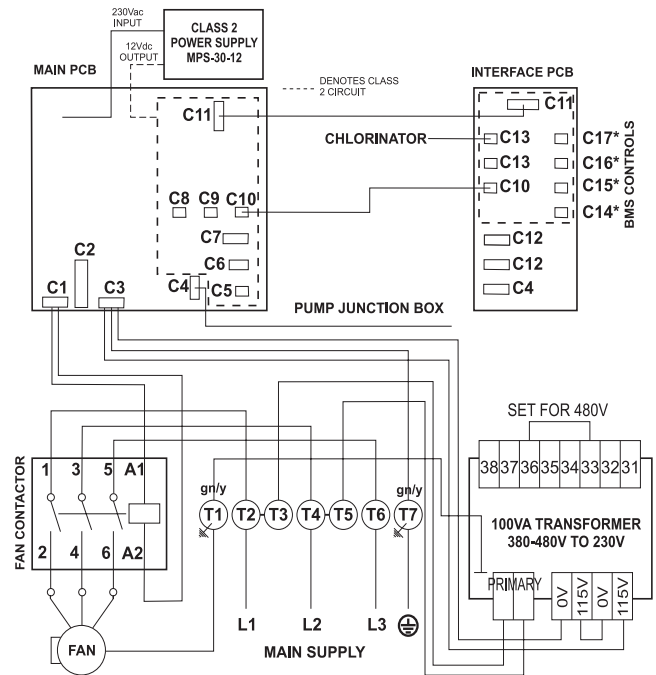 230Vac
INPUT
CLASS 2
POWER SUPPLY
MPS-30-12
12Vdc
OUTPUT
MAIN PCB
DENOTES CLASS
2 CIRCUIT
INTERFACE PCB
C11
C11
CHLORINATOR
C13
C17*
C13
C16*
C10
C15*
C14*
BMS CONTROLS
C8
C9
C10
C7
C6
C5
C4
C12
C12
C4
C2
C1
C3
PUMP JUNCTION BOX
SET FOR 480V
38
37
36
35
34
33
32
31
100VA TRANSFORMER
380-480V TO 230V
PRIMARY
0V
115V
0V
115V
FAN CONTACTOR
1
3
5
A1
2
4
6
A2
FAN
gn/y
gn/y
T1
T2
T3
T4
T5
T6
T7
L1
L2
L3
MAIN SUPPLY